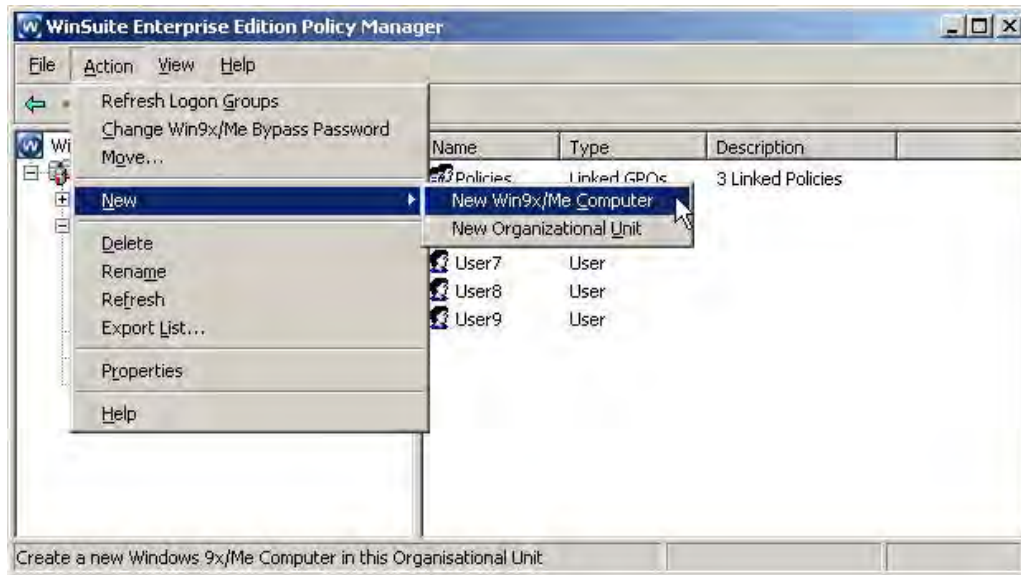 WinSuite Enterprise Edition Policy Manager
File Action View Help
Refresh Logon Groups
Change Win9x/Me Bypass Password
Move...
New
Delete
Rename
Refresh
Export List...
Properties
Help
New Win9x/Me Computer
New Organizational Unit
Wi
Name Type Description
Policies Linked GPOs 3 Linked Policies
User7 User
User8 User
User9 User
Create a new Windows 9x/Me Computer in this Organisational Unit